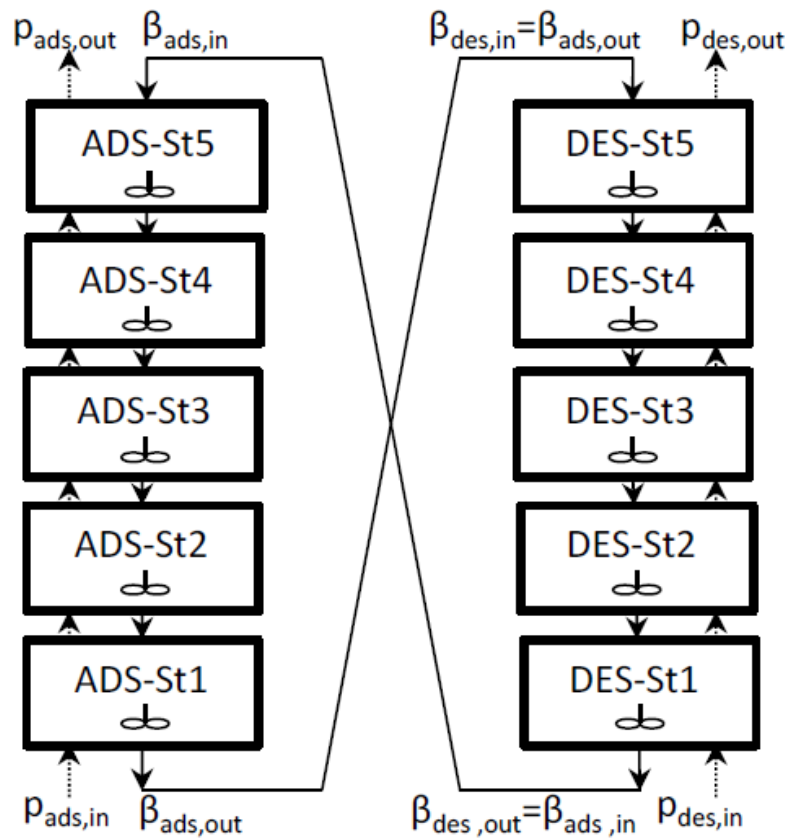 p_ads,out β_ads,in β_des,in=β_ads,out p_des,out
ADS-St5 DES-St5
ADS-St4 DES-St4
ADS-St3 DES-St3
ADS-St2 DES-St2
ADS-St1 DES-St1
p_ads,in β_ads,out β_des ,out=β_ads ,in p_des,in